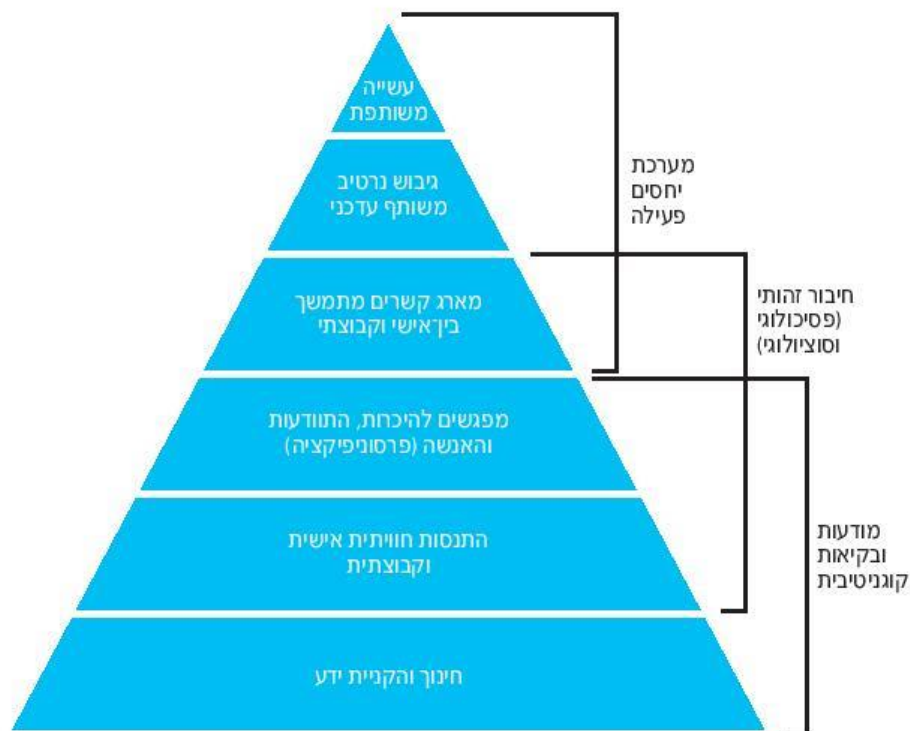 עשייה
משותפת
גיבוש נרטיב
משותף עדכני
מארג קשרים מתמשך
בין־אישי וקבוצתי
מפגשים להיכרות, התוודעות
והאנשה (פרסוניפיקציה)
התנסות חוויתית אישית
וקבוצתית
חינוך והקניית ידע
מערכת
יחסים
פעילה
חיבור זהותי
(פסיכולוגי
וסוציולוגי)
מודעות
ובקיאות
קוגניטיבית